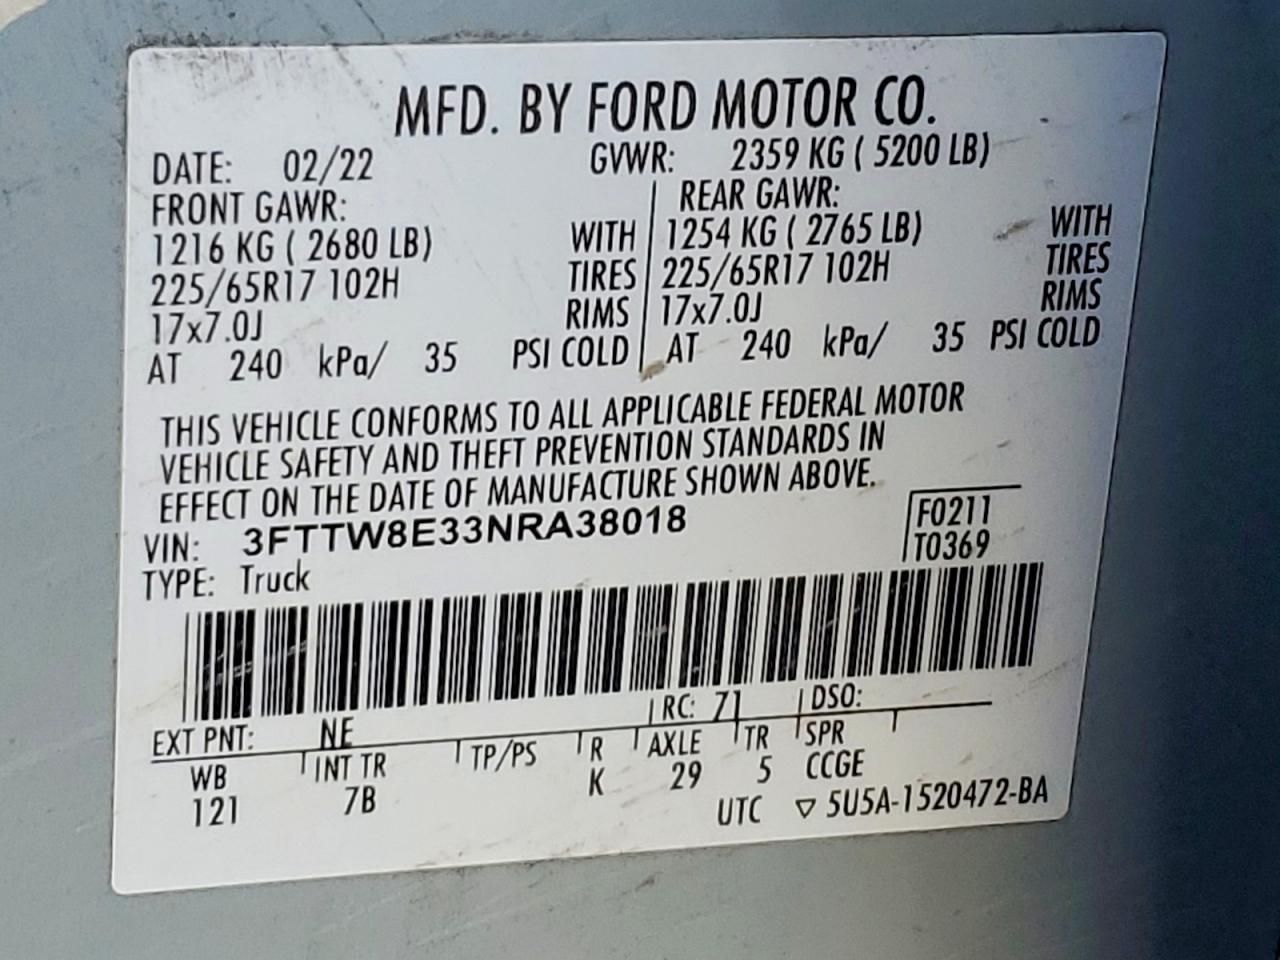 MFD. BY FORD MOTOR CO.
DATE: 02/22 GVWR: 2359 KG ( 5200 LB)
FRONT GAWR: REAR GAWR:
1216 KG ( 2680 LB) WITH 1254 KG ( 2765 LB) WITH
225/65R17 102H TIRES 225/65R17 102H TIRES
17x7.0J RIMS 17x7.0J RIMS
AT 240 kPa/ 35 PSI COLD AT 240 kPa/ 35 PSI COLD
THIS VEHICLE CONFORMS TO ALL APPLICABLE FEDERAL MOTOR
VEHICLE SAFETY AND THEFT PREVENTION STANDARDS IN
EFFECT ON THE DATE OF MANUFACTURE SHOWN ABOVE.
VIN: 3FTTW8E33NRA38018 F0211
TYPE: Truck T0369
EXT PNT: NE RC: 71 DSO:
WB INT TR TP/PS R AXLE TR SPR
121 7B K 29 5 CCGE
UTC ▽ 5U5A-1520472-BA